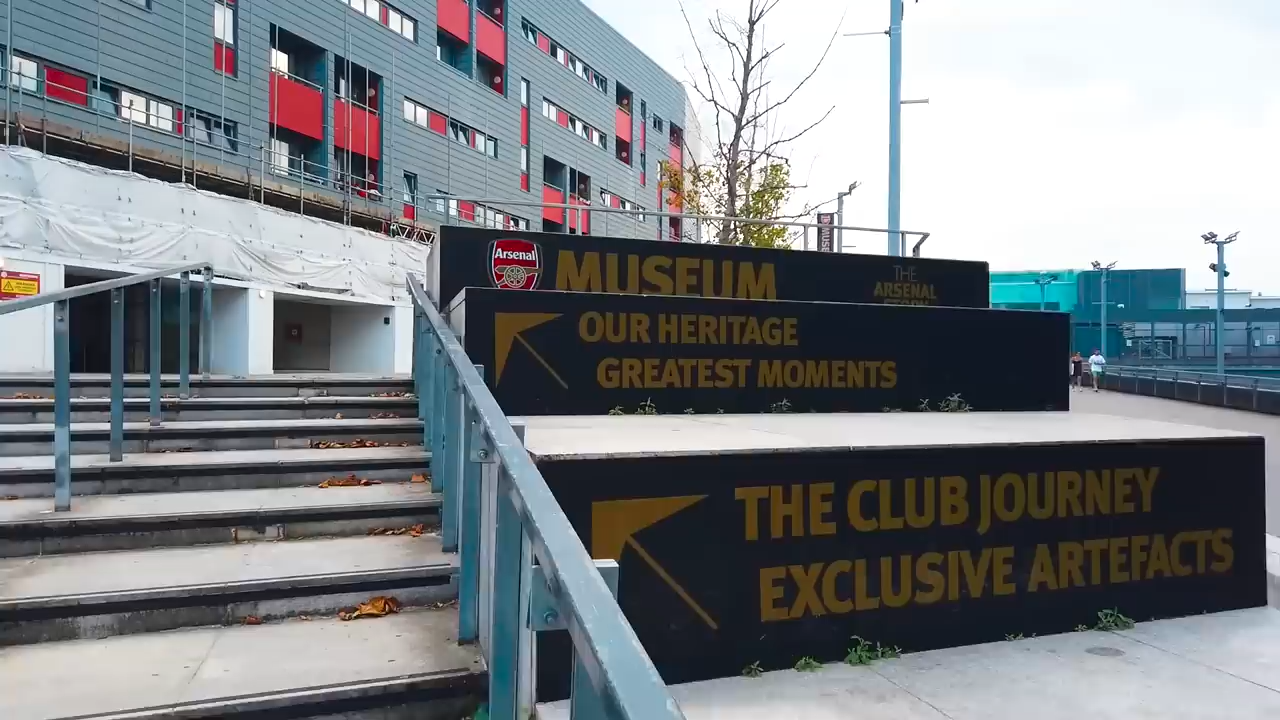 Arsenal
MUSEUM
THE
ARSENAL
OUR HERITAGE
GREATEST MOMENTS
THE CLUB JOURNEY
EXCLUSIVE ARTEFACTS